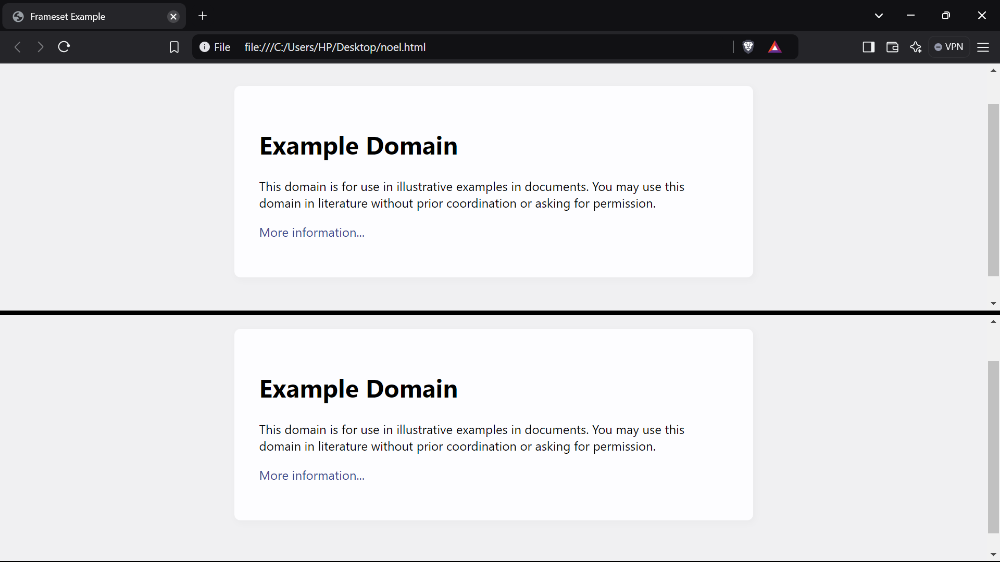 Frameset Example
File file:///C:/Users/HP/Desktop/noel.html
VPN
Example Domain
This domain is for use in illustrative examples in documents. You may use this
domain in literature without prior coordination or asking for permission.
More information...
Example Domain
This domain is for use in illustrative examples in documents. You may use this
domain in literature without prior coordination or asking for permission.
More information...